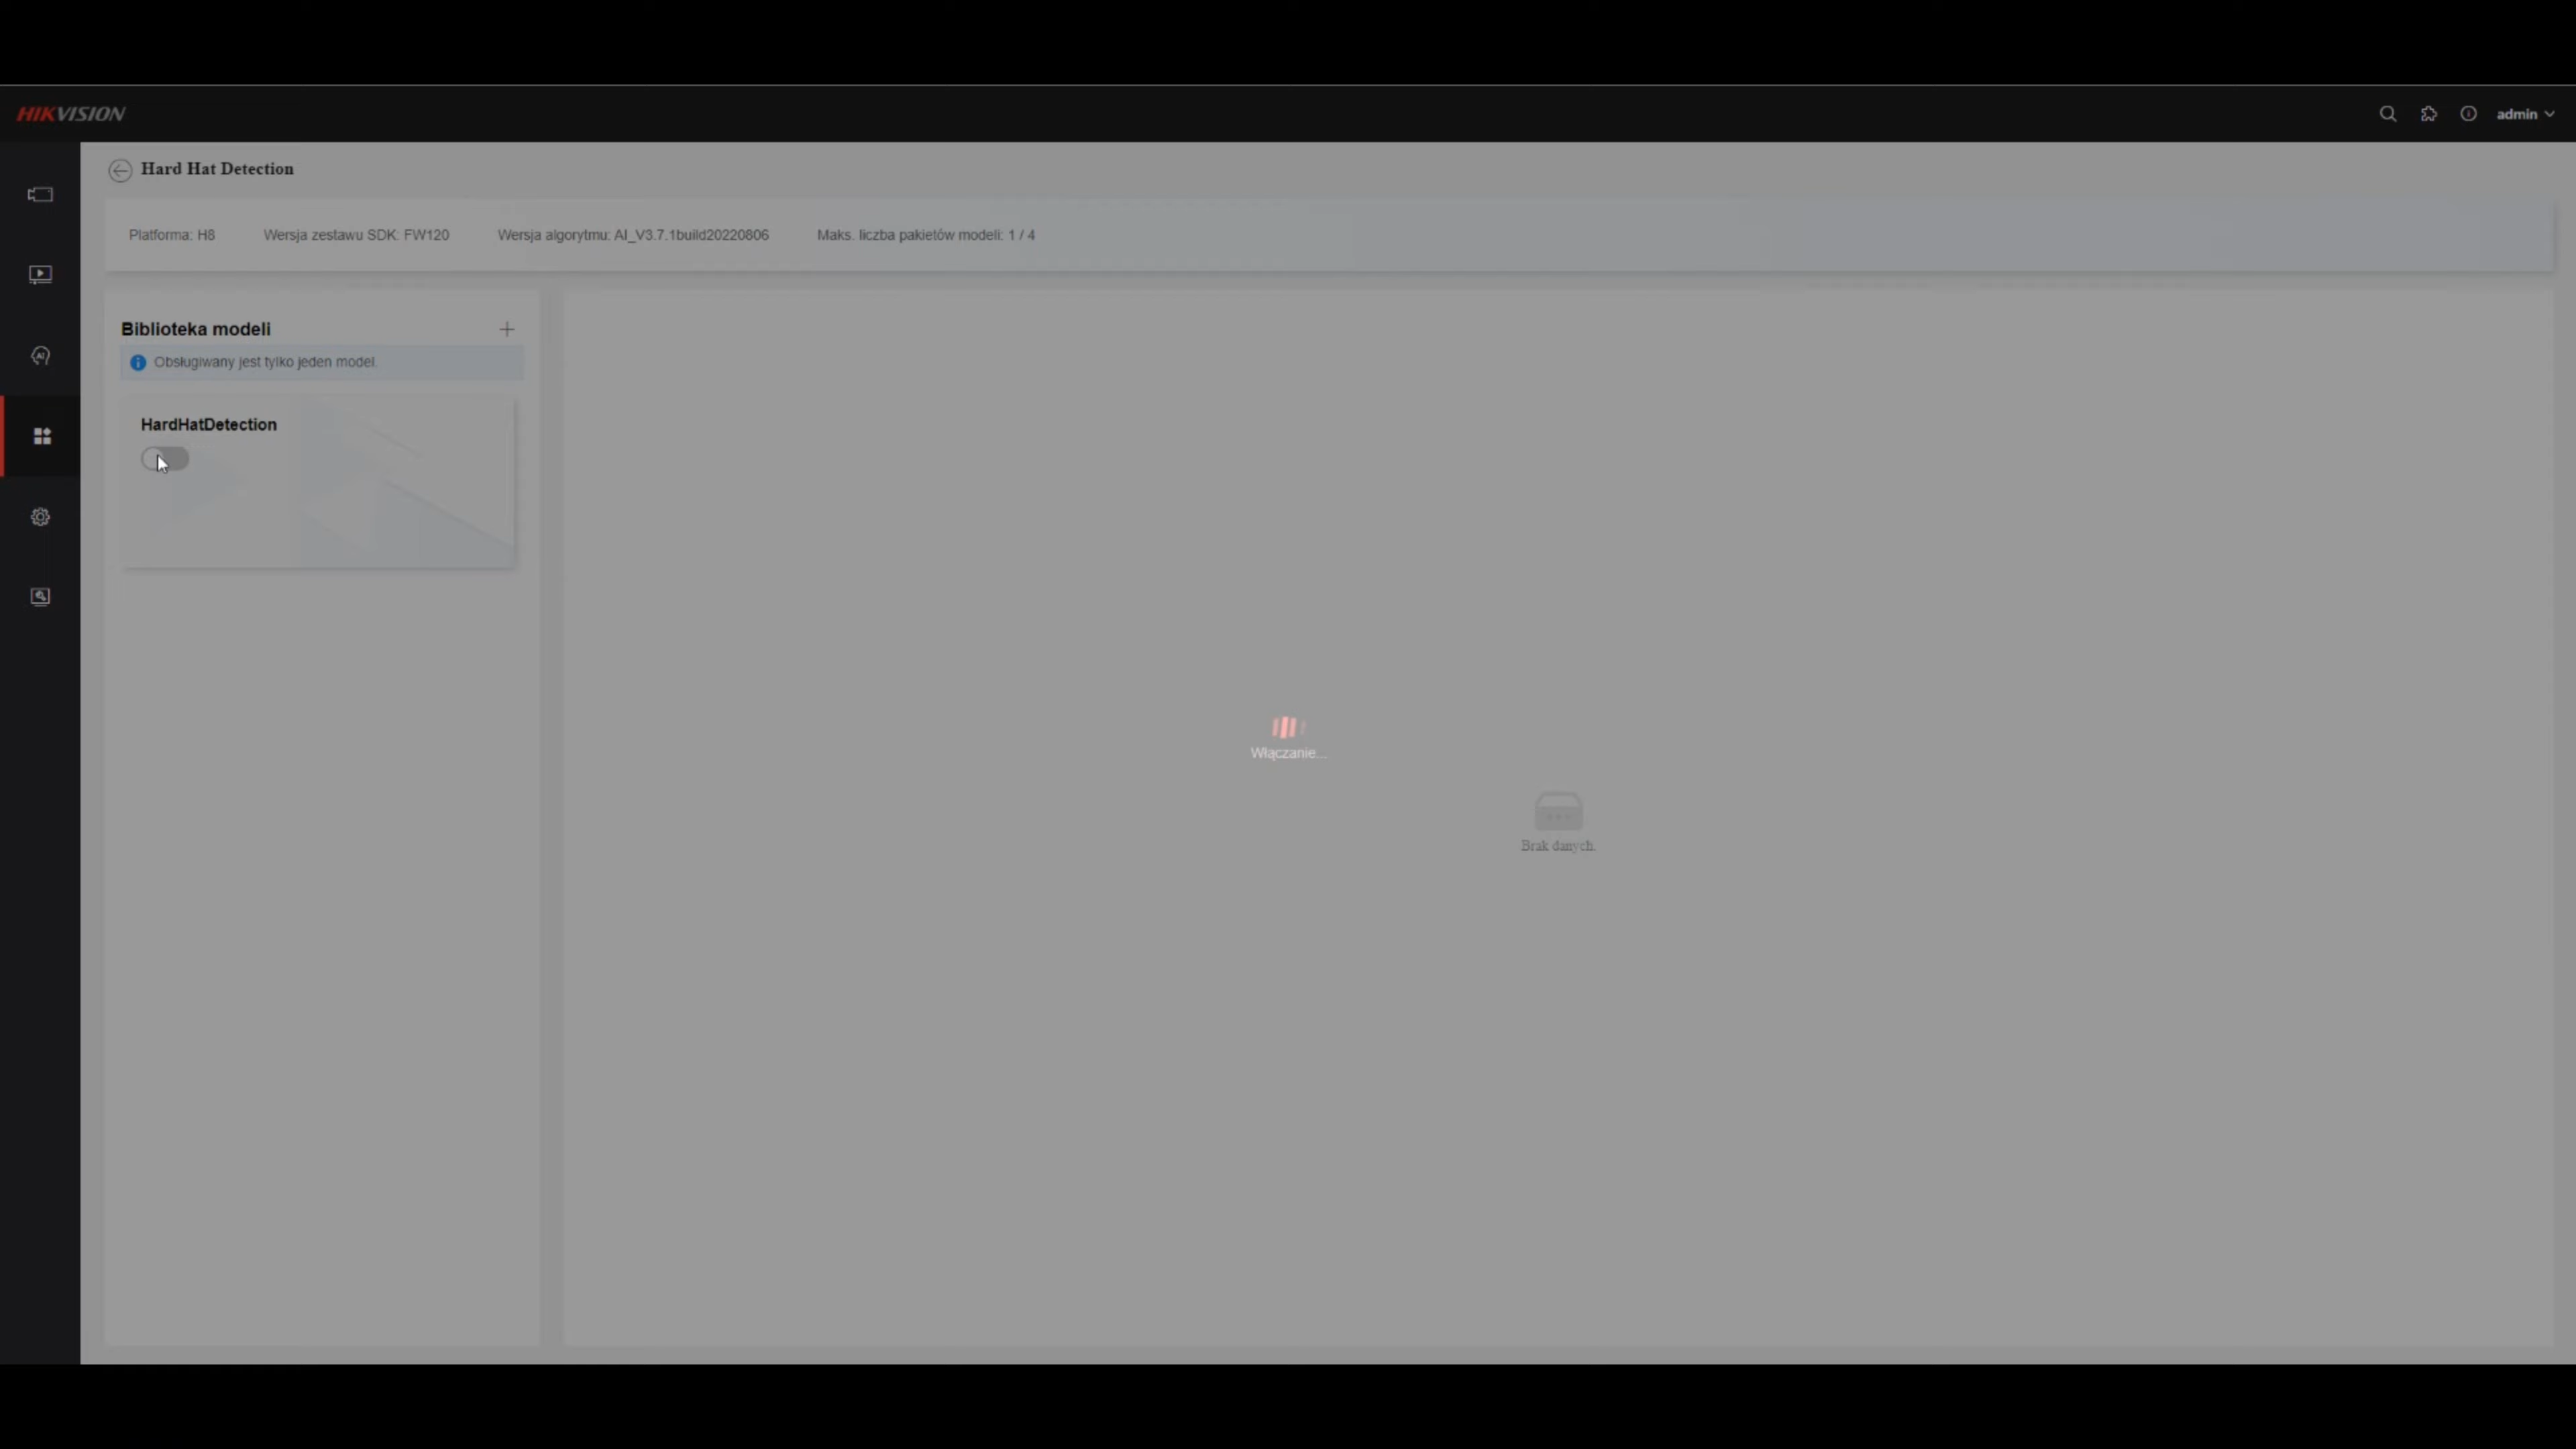 HIKVISION
admin
Hard Hat Detection
Platforma: H8 Wersja zestawu SDK: FW120 Wersja algorytmu: AI_V3.7.1build20220806 Maks. liczba pakietów modeli: 1 / 4
Biblioteka modeli
Obsługiwany jest tylko jeden model.
HardHatDetection
Włączanie...
Brak danych.